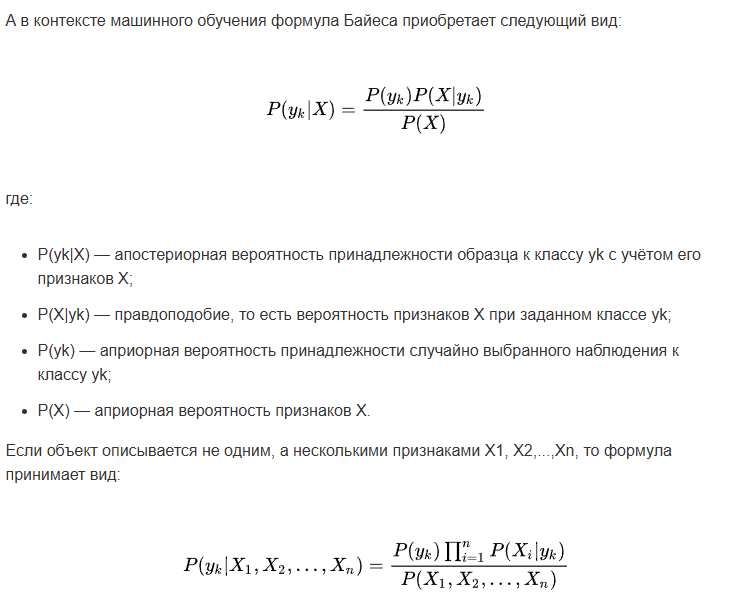 А в контексте машинного обучения формула Байеса приобретает следующий вид:
P(y_k|X) = \frac{P(y_k)P(X|y_k)}{P(X)}
где:
• P(yk|X) — апостериорная вероятность принадлежности образца к классу yk с учётом его
признаков X;
• P(X|yk) — правдоподобие, то есть вероятность признаков X при заданном классе yk;
• P(yk) — априорная вероятность принадлежности случайно выбранного наблюдения к
классу yk;
• P(X) — априорная вероятность признаков X.
Если объект описывается не одним, а несколькими признаками X1, X2,...,Xn, то формула
принимает вид:
P(y_k|X_1, X_2, \ldots, X_n) = \frac{P(y_k) \prod_{i=1}^{n} P(X_i|y_k)}{P(X_1, X_2, \ldots, X_n)}